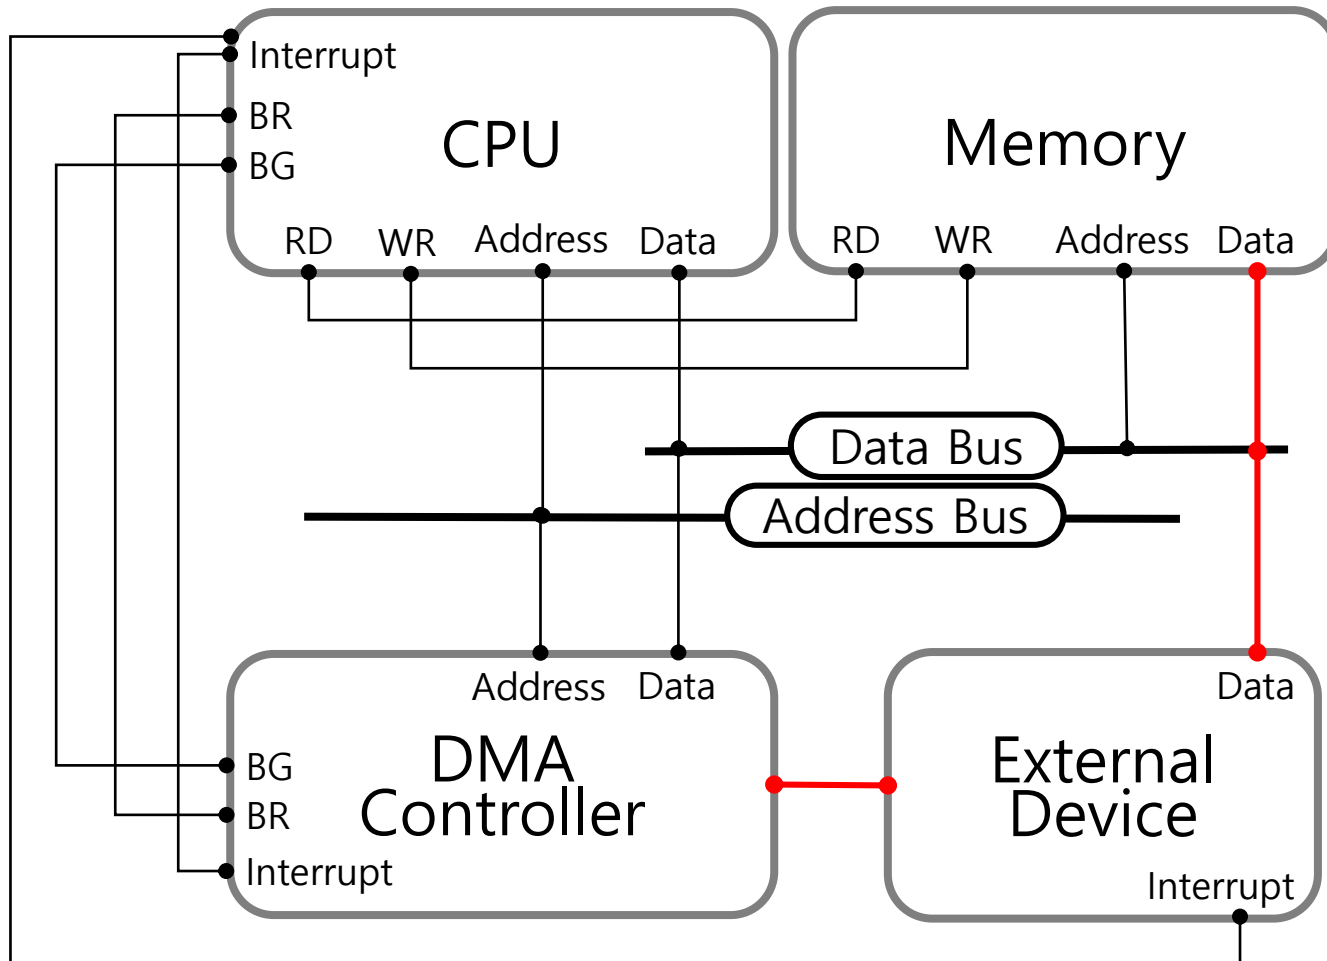 Interrupt
BR
BG
CPU
RD WR Address Data
Memory
RD WR Address Data
Data Bus
Address Bus
Address Data
DMA
Controller
BG
BR
Interrupt
Data
External
Device
Interrupt